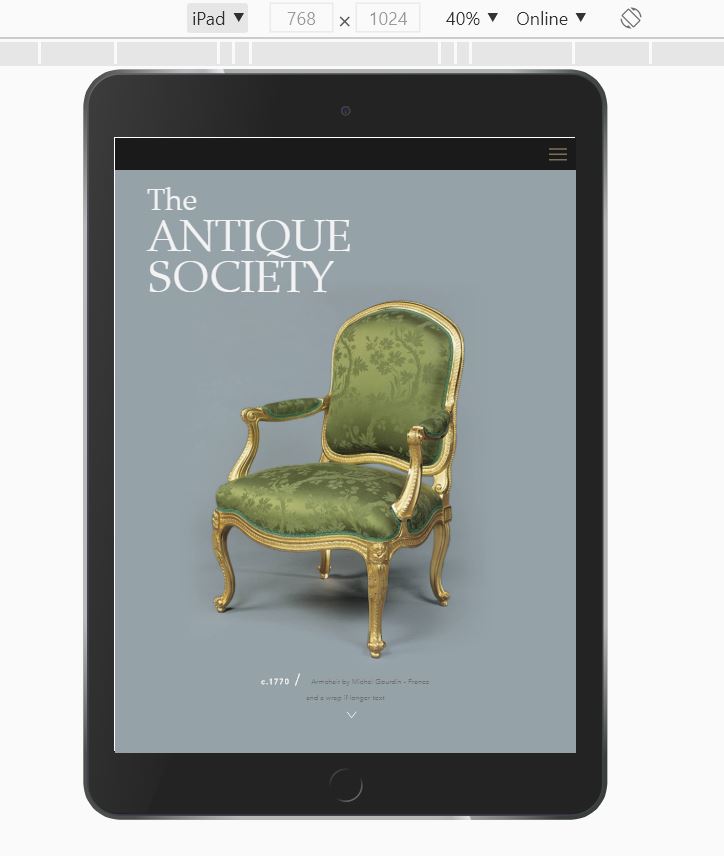 iPad ▼ 768 × 1024 40% ▼ Online ▼
The
ANTIQUE
SOCIETY
c.1770 / Armchair by Michel Gourdin - France
and a wrap if longer text